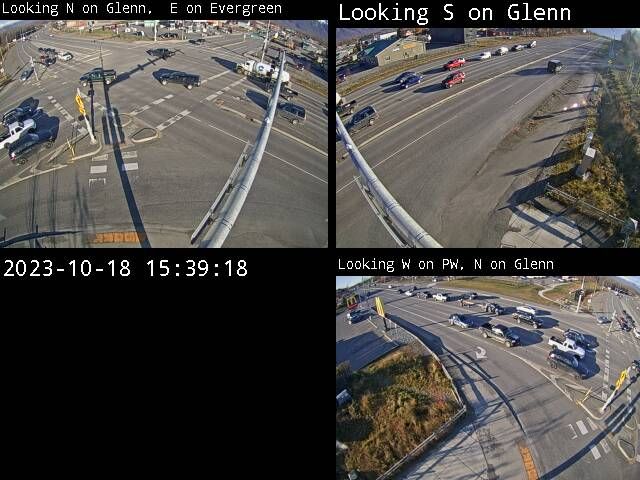 Looking N on Glenn,  E on Evergreen
Looking S on Glenn
2023-10-18 15:39:18
Looking W on PW, N on Glenn